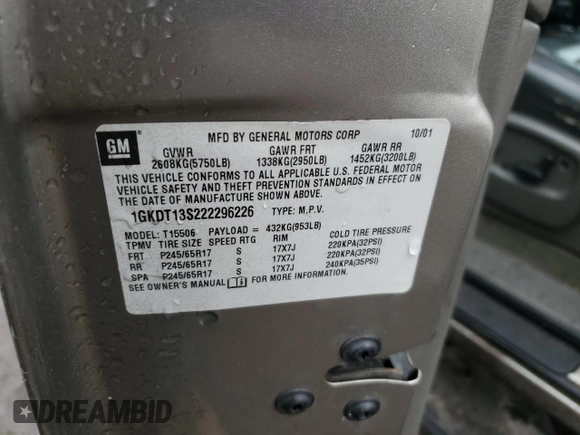 GM
MFD BY GENERAL MOTORS CORP 10/01
GVWR GAWR FRT GAWR RR
2608KG(5750LB) 1338KG(2950LB) 1452KG(3200LB)
THIS VEHICLE CONFORMS TO ALL APPLICABLE U.S. FEDERAL MOTOR
VEHICLE SAFETY AND THEFT PREVENTION STANDARDS IN EFFECT ON
THE DATE OF MANUFACTURE SHOWN ABOVE.
1GKDT13S222296226 TYPE: M.P.V.
MODEL: T15506 PAYLOAD = 432KG(953LB)
TPMV TIRE SIZE SPEED RTG RIM COLD TIRE PRESSURE
FRT P245/65R17 S 17X7J 220KPA(32PSI)
RR P245/65R17 S 17X7J 220KPA(32PSI)
SPA P245/65R17 S 17X7J 240KPA(35PSI)
SEE OWNER'S MANUAL FOR MORE INFORMATION.
DREAMBID